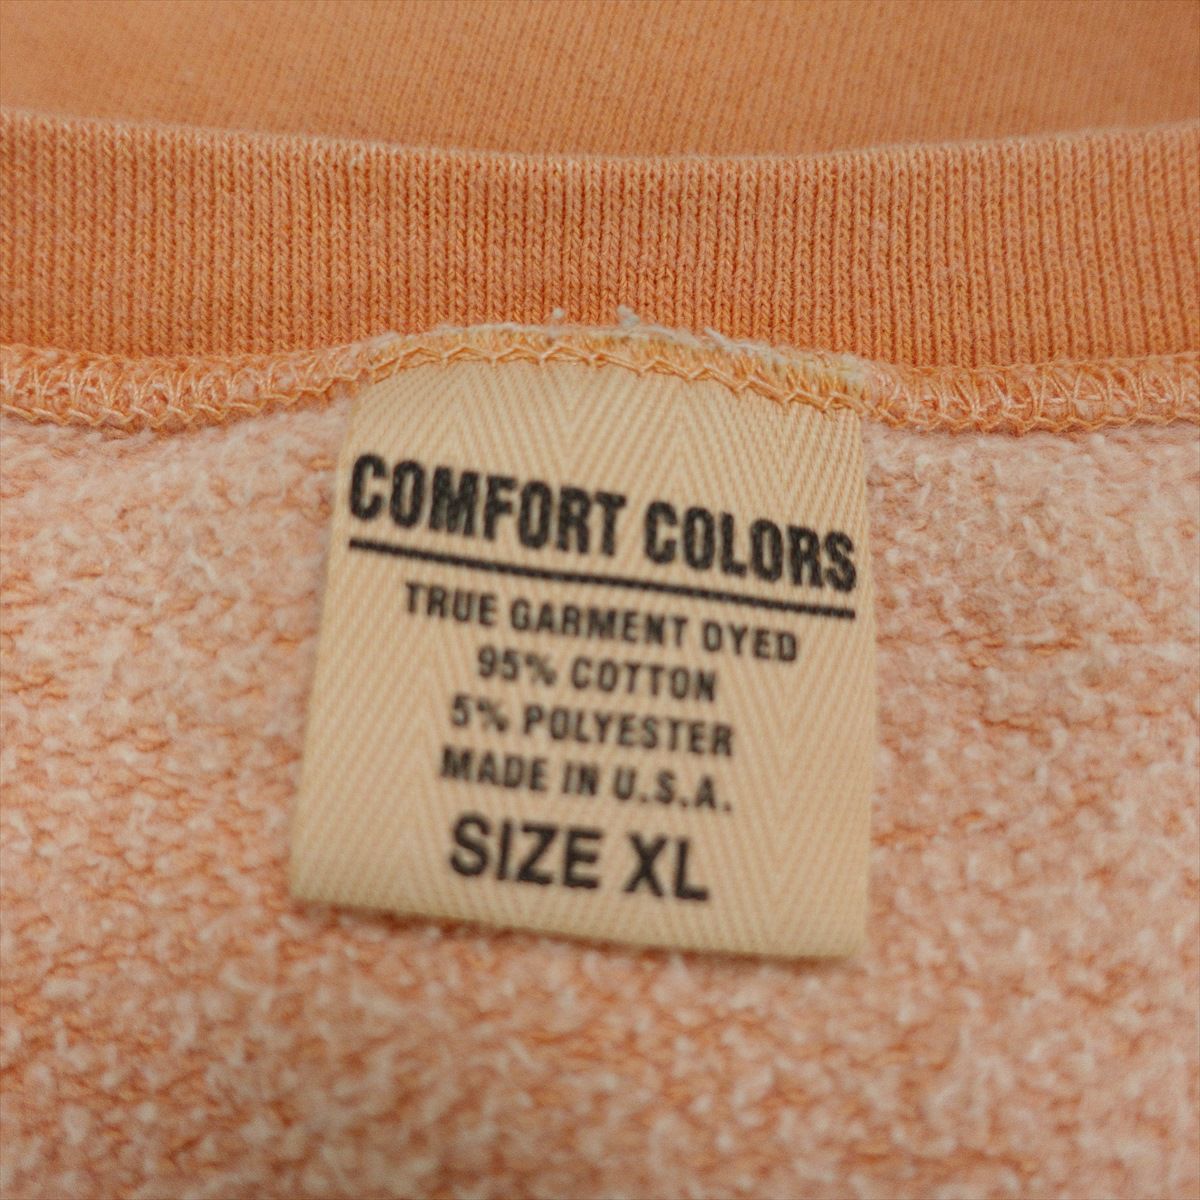 COMFORT COLORS
TRUE GARMENT DYED
95% COTTON
5% POLYESTER
MADE IN U.S.A.
SIZE XL